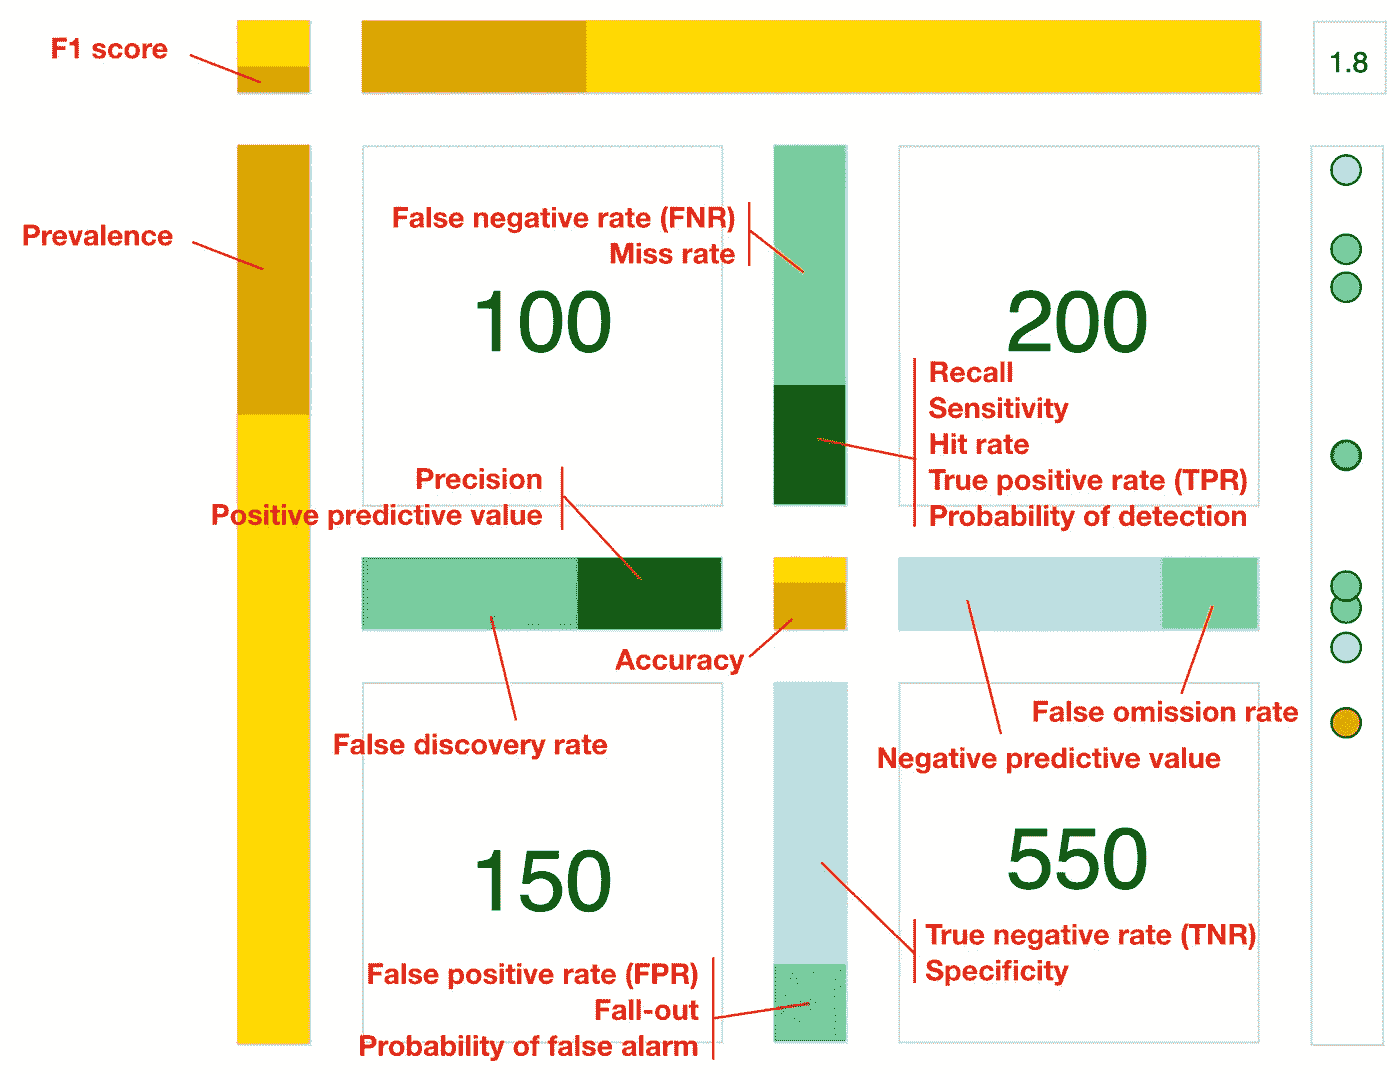 F1 score
1.8
Prevalence
False negative rate (FNR)
Miss rate
100
200
Recall
Sensitivity
Hit rate
True positive rate (TPR)
Probability of detection
Precision
Positive predictive value
Accuracy
False discovery rate
False omission rate
Negative predictive value
150
550
True negative rate (TNR)
Specificity
False positive rate (FPR)
Fall-out
Probability of false alarm